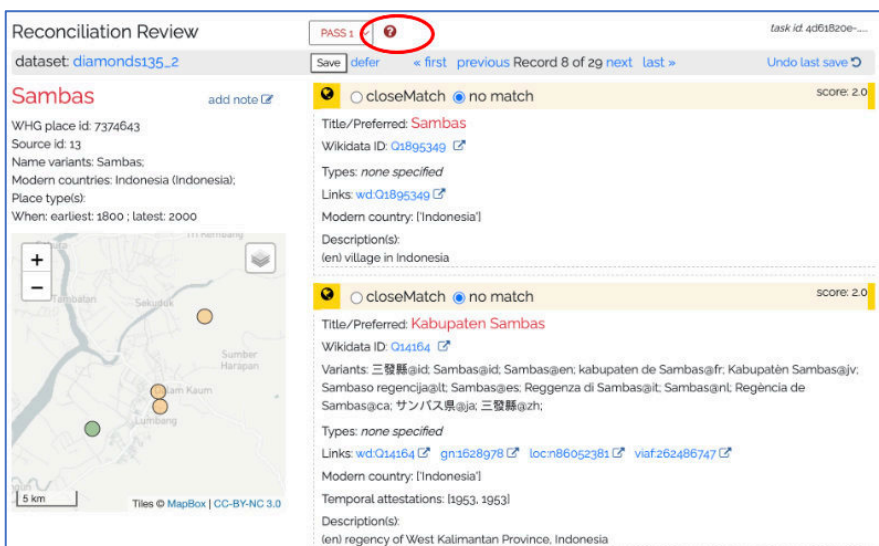 Reconciliation Review
PASS 1
?
task id: 4d61820e-....
dataset: diamonds135_2
Save defer « first previous Record 8 of 29 next last » Undo last save
Sambas
add note
WHG place id: 7374643
Source id: 13
Name variants: Sambas;
Modern countries: Indonesia (Indonesia);
Place type(s):
When: earliest: 1800 ; latest: 2000
+
−
Tambalan
Sekuduk
Sumber
Harapan
Dalam Kaum
Lumbang
5 km
Tiles © MapBox | CC-BY-NC 3.0
closeMatch no match score: 2.0
Title/Preferred: Sambas
Wikidata ID: Q1895349
Types: none specified
Links: wd:Q1895349
Modern country: ['Indonesia']
Description(s):
(en) village in Indonesia
closeMatch no match score: 2.0
Title/Preferred: Kabupaten Sambas
Wikidata ID: Q14164
Variants: 三發縣@id; Sambas@id; Sambas@en; kabupaten de Sambas@fr; Kabupatèn Sambas@jv;
Sambaso regencija@lt; Sambas@es; Reggenza di Sambas@it; Sambas@nl; Regència de
Sambas@ca; サンバス県@ja; 三發縣@zh;
Types: none specified
Links: wd:Q14164 gn:1628978 loc:n86052381 viaf:262486747
Modern country: ['Indonesia']
Temporal attestations: [1953, 1953]
Description(s):
(en) regency of West Kalimantan Province, Indonesia